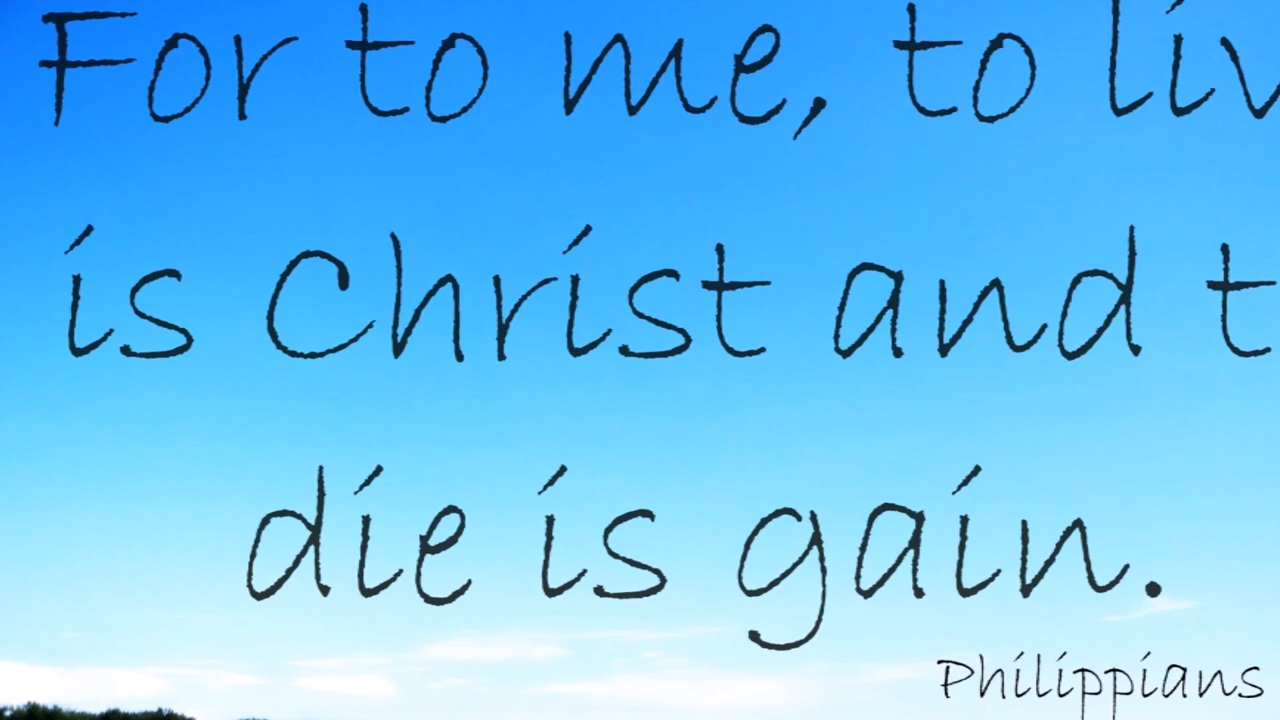 For to me, to liv
is Christ and t
die is gain.
Philippians